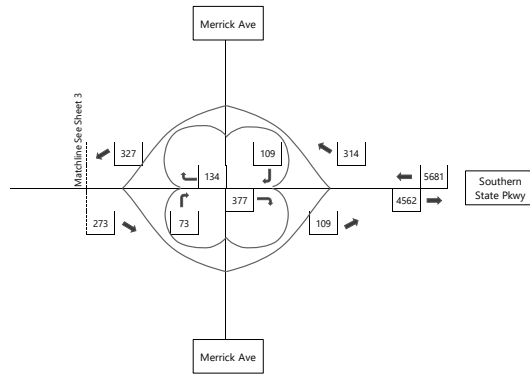 Merrick Ave
Matchline See Sheet 3
327
109
314
134
5681
Southern
State Pkwy
377
4562
273
73
109
Merrick Ave